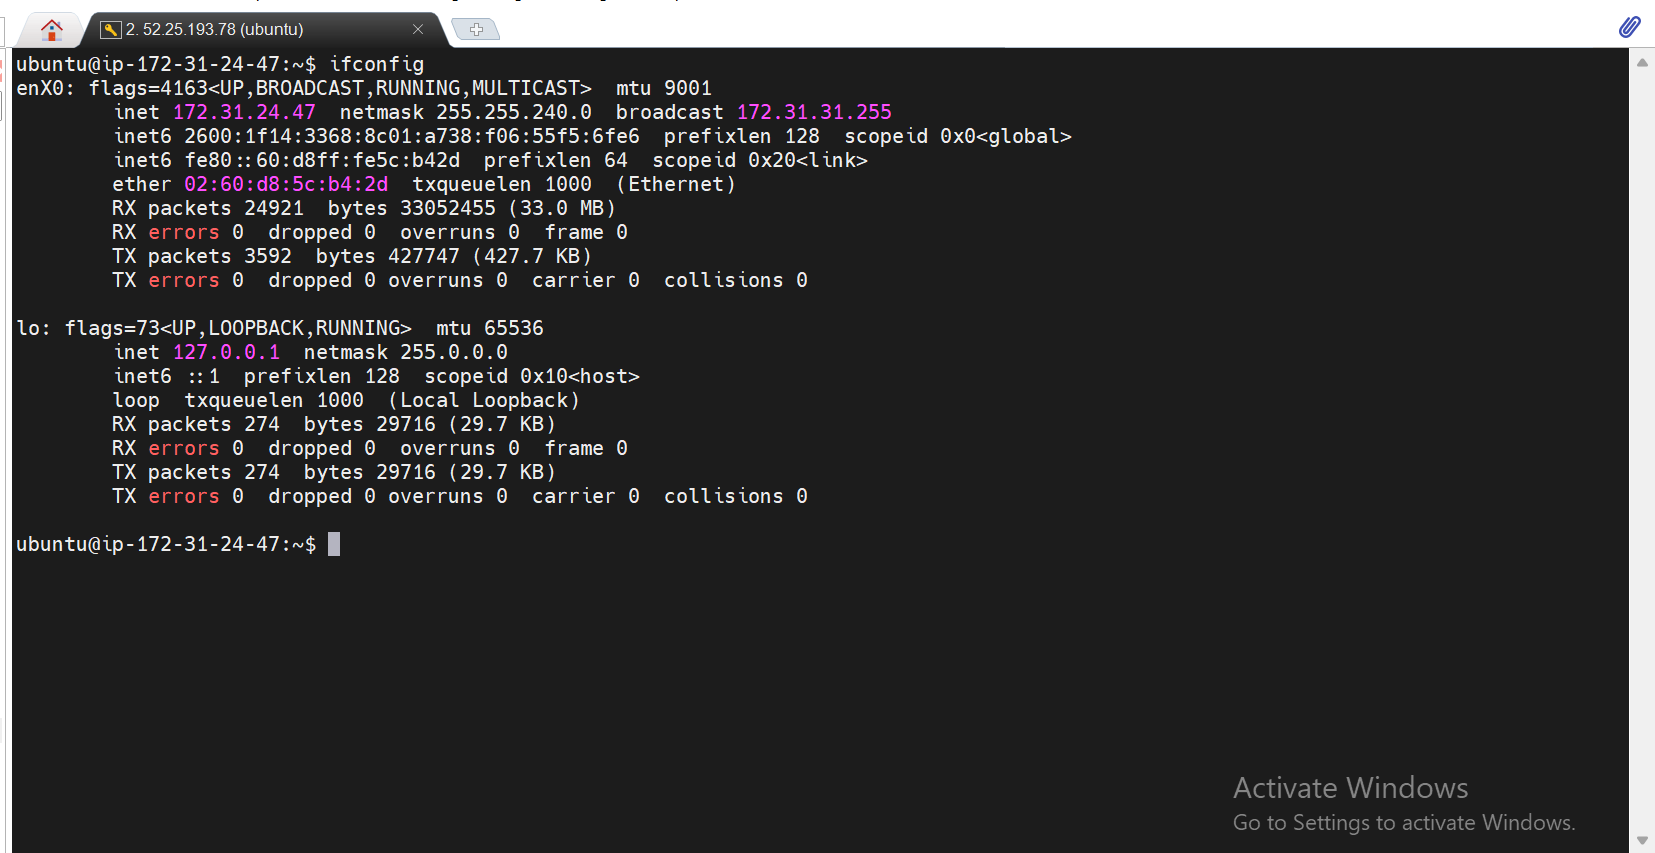 2. 52.25.193.78 (ubuntu)
ubuntu@ip-172-31-24-47:~$ ifconfig
enX0: flags=4163<UP,BROADCAST,RUNNING,MULTICAST>  mtu 9001
        inet 172.31.24.47  netmask 255.255.240.0  broadcast 172.31.31.255
        inet6 2600:1f14:3368:8c01:a738:f06:55f5:6fe6  prefixlen 128  scopeid 0x0<global>
        inet6 fe80::60:d8ff:fe5c:b42d  prefixlen 64  scopeid 0x20<link>
        ether 02:60:d8:5c:b4:2d  txqueuelen 1000  (Ethernet)
        RX packets 24921  bytes 33052455 (33.0 MB)
        RX errors 0  dropped 0  overruns 0  frame 0
        TX packets 3592  bytes 427747 (427.7 KB)
        TX errors 0  dropped 0 overruns 0  carrier 0  collisions 0

lo: flags=73<UP,LOOPBACK,RUNNING>  mtu 65536
        inet 127.0.0.1  netmask 255.0.0.0
        inet6 ::1  prefixlen 128  scopeid 0x10<host>
        loop  txqueuelen 1000  (Local Loopback)
        RX packets 274  bytes 29716 (29.7 KB)
        RX errors 0  dropped 0  overruns 0  frame 0
        TX packets 274  bytes 29716 (29.7 KB)
        TX errors 0  dropped 0 overruns 0  carrier 0  collisions 0

ubuntu@ip-172-31-24-47:~$
Activate Windows
Go to Settings to activate Windows.